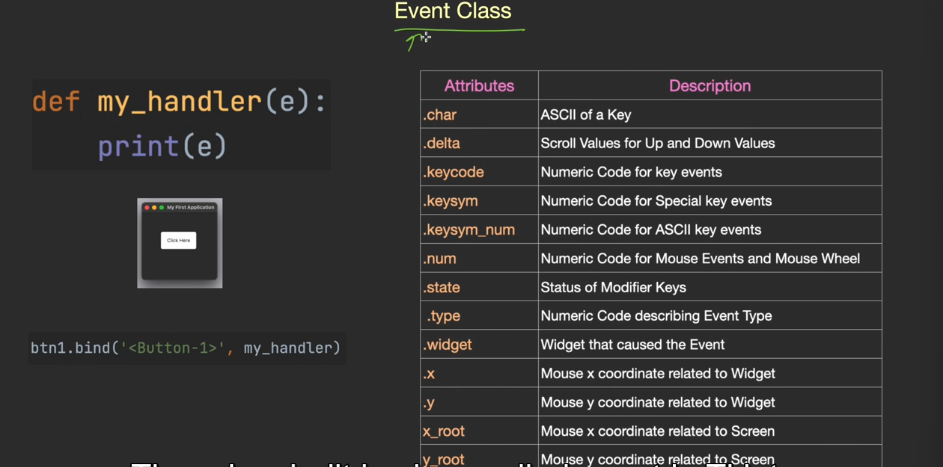 Event Class
def my_handler(e):
print(e)
My First Application
Click Here
btn1.bind('<Button-1>', my_handler)
Attributes Description
.char ASCII of a Key
.delta Scroll Values for Up and Down Values
.keycode Numeric Code for key events
.keysym Numeric Code for Special key events
.keysym_num Numeric Code for ASCII key events
.num Numeric Code for Mouse Events and Mouse Wheel
.state Status of Modifier Keys
.type Numeric Code describing Event Type
.widget Widget that caused the Event
.x Mouse x coordinate related to Widget
.y Mouse y coordinate related to Widget
x_root Mouse x coordinate related to Screen
y_root Mouse y coordinate related to Screen